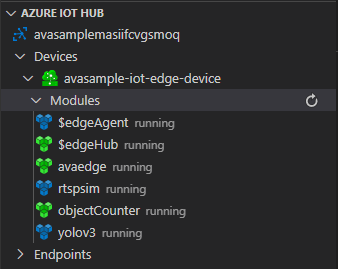 AZURE IOT HUB
avasamplemasiifcvgsmoq
Devices
avasample-iot-edge-device
Modules
$edgeAgent running
$edgeHub running
avaedge running
rtspsim running
objectCounter running
yolov3 running
Endpoints